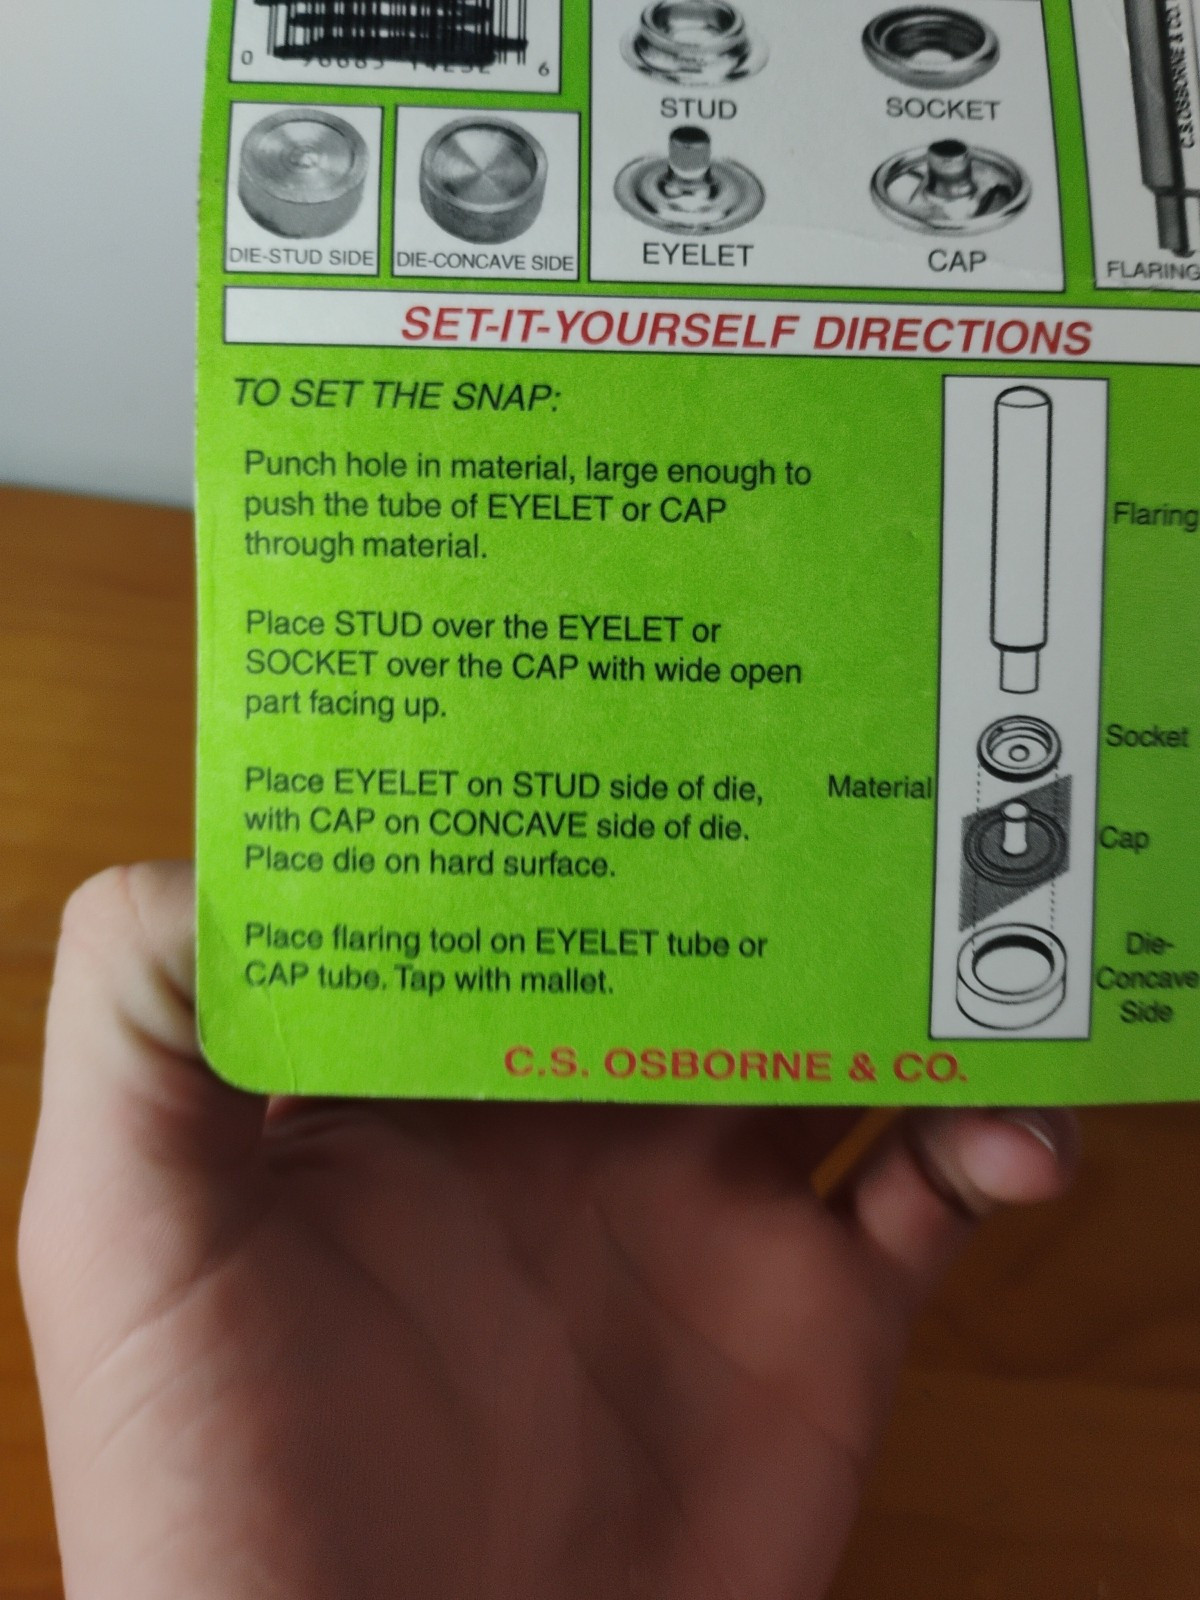 0
6
STUD
SOCKET
C.S. OSBORNE & CO.
DIE-STUD SIDE
DIE-CONCAVE SIDE
EYELET
CAP
FLARING
SET-IT-YOURSELF DIRECTIONS
TO SET THE SNAP:
Punch hole in material, large enough to
push the tube of EYELET or CAP
through material.
Place STUD over the EYELET or
SOCKET over the CAP with wide open
part facing up.
Place EYELET on STUD side of die,
with CAP on CONCAVE side of die.
Place die on hard surface.
Place flaring tool on EYELET tube or
CAP tube. Tap with mallet.
Flaring
Socket
Material
Cap
Die-
Concave
Side
C.S. OSBORNE & CO.